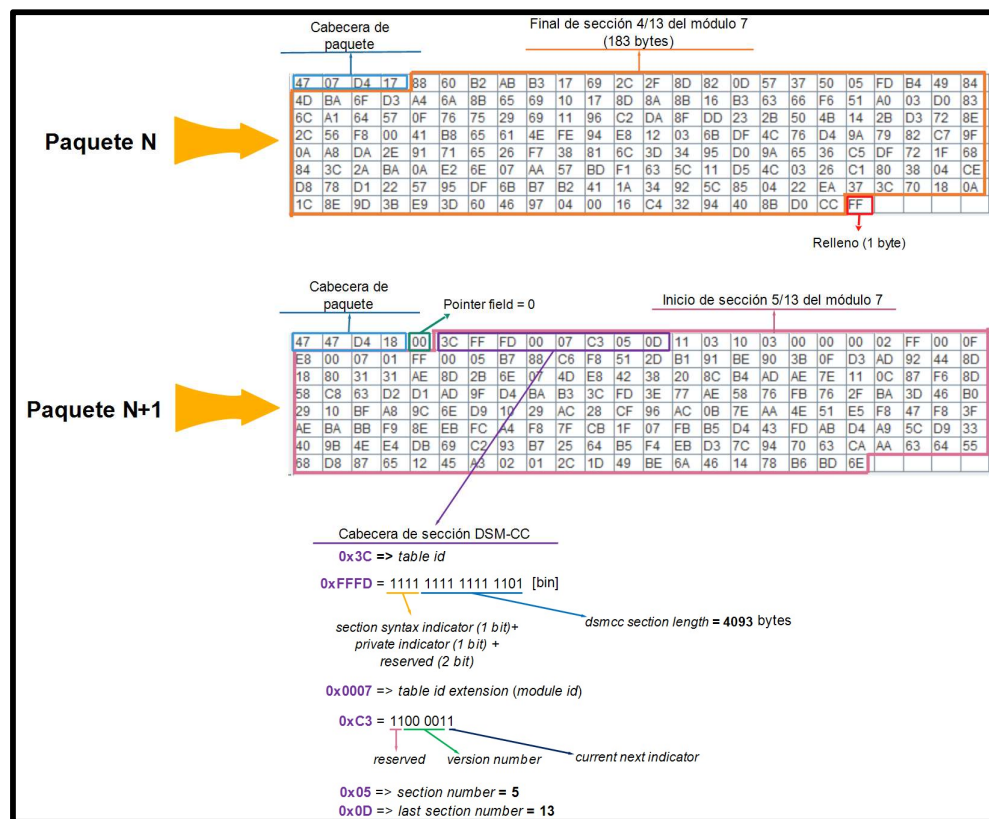 Cabecera de
paquete
Final de sección 4/13 del módulo 7
(183 bytes)
Paquete N
47 07 D4 17 88 60 B2 AB B3 17 69 2C 2F 8D 82 0D 57 37 50 05 FD B4 49 84
4D BA 6F D3 A4 6A 8B 65 69 10 17 8D 8A 8B 16 B3 63 66 F6 51 A0 03 D0 83
6C A1 64 57 0F 76 75 29 69 11 96 C2 DA 8F DD 23 2B 50 4B 14 2B D3 72 8E
2C 56 F8 00 41 B8 65 61 4E FE 94 E8 12 03 6B DF 4C 76 D4 9A 79 82 C7 9F
0A A8 DA 2E 91 71 65 26 F7 38 81 6C 3D 34 95 D0 9A 65 36 C5 DF 72 1F 68
84 3C 2A BA 0A E2 6E 07 AA 57 BD F1 63 5C 11 D5 4C 03 26 C1 80 38 04 CE
D8 78 D1 22 57 95 DF 6B B7 B2 41 1A 34 92 5C 85 04 22 EA 37 3C 70 18 0A
1C 8E 9D 3B E9 3D 60 46 97 04 00 16 C4 32 94 40 8B D0 CC FF
Relleno (1 byte)
Cabecera de
paquete
Pointer field = 0
Inicio de sección 5/13 del módulo 7
Paquete N+1
47 47 D4 18 00 3C FF FD 00 07 C3 05 0D 11 03 10 03 00 00 00 02 FF 00 0F
E8 00 07 01 FF 00 05 B7 88 C6 F8 51 2D B1 91 BE 90 3B 0F D3 AD 92 44 8D
18 80 31 31 AE 8D 2B 6E 07 4D E8 42 38 20 8C B4 AD AE 7E 11 0C 87 F6 8D
58 C8 63 D2 D1 AD 9F D4 BA B3 3C FD 3E 77 AE 58 76 FB 76 2F BA 3D 46 B0
29 10 BF A8 9C 6E D9 10 29 AC 28 CF 96 AC 0B 7E AA 4E 51 E5 F8 47 F8 3F
AE BA BB F9 8E EB FC A4 F8 7F CB 1F 07 FB B5 D4 43 FD AB D4 A9 5C D9 33
40 9B 4E E4 DB 69 C2 93 B7 25 64 B5 F4 EB D3 7C 94 70 63 CA AA 63 64 55
68 D8 87 65 12 45 A3 02 01 2C 1D 49 BE 6A 46 14 78 B6 BD 6E
Cabecera de sección DSM-CC
0x3C => table id
0xFFFD = 1111 1111 1111 1101 [bin]
section syntax indicator (1 bit)+
private indicator (1 bit) +
reserved (2 bit)
dsmcc section length = 4093 bytes
0x0007 => table id extension (module id)
0xC3 = 1100 0011
reserved
version number
current next indicator
0x05 => section number = 5
0x0D => last section number = 13